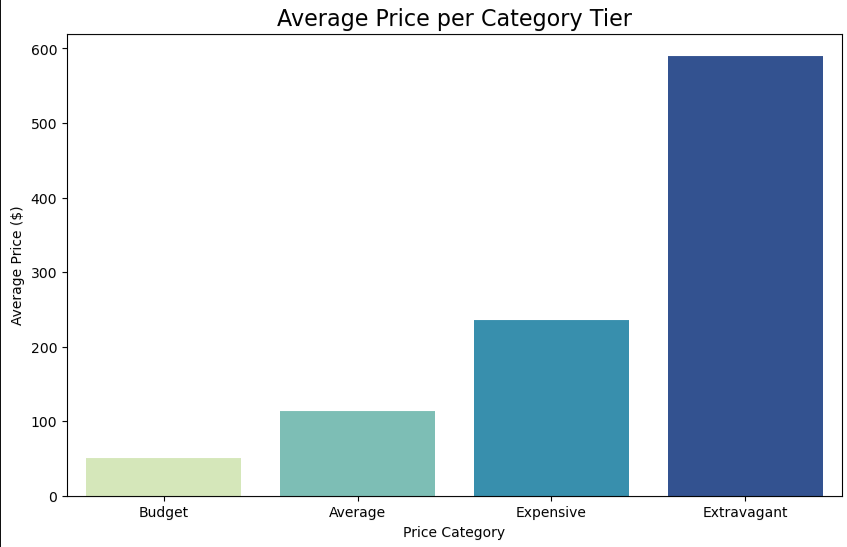 Average Price per Category Tier
Average Price ($)
600
500
400
300
200
100
0
Budget Average Expensive Extravagant
Price Category